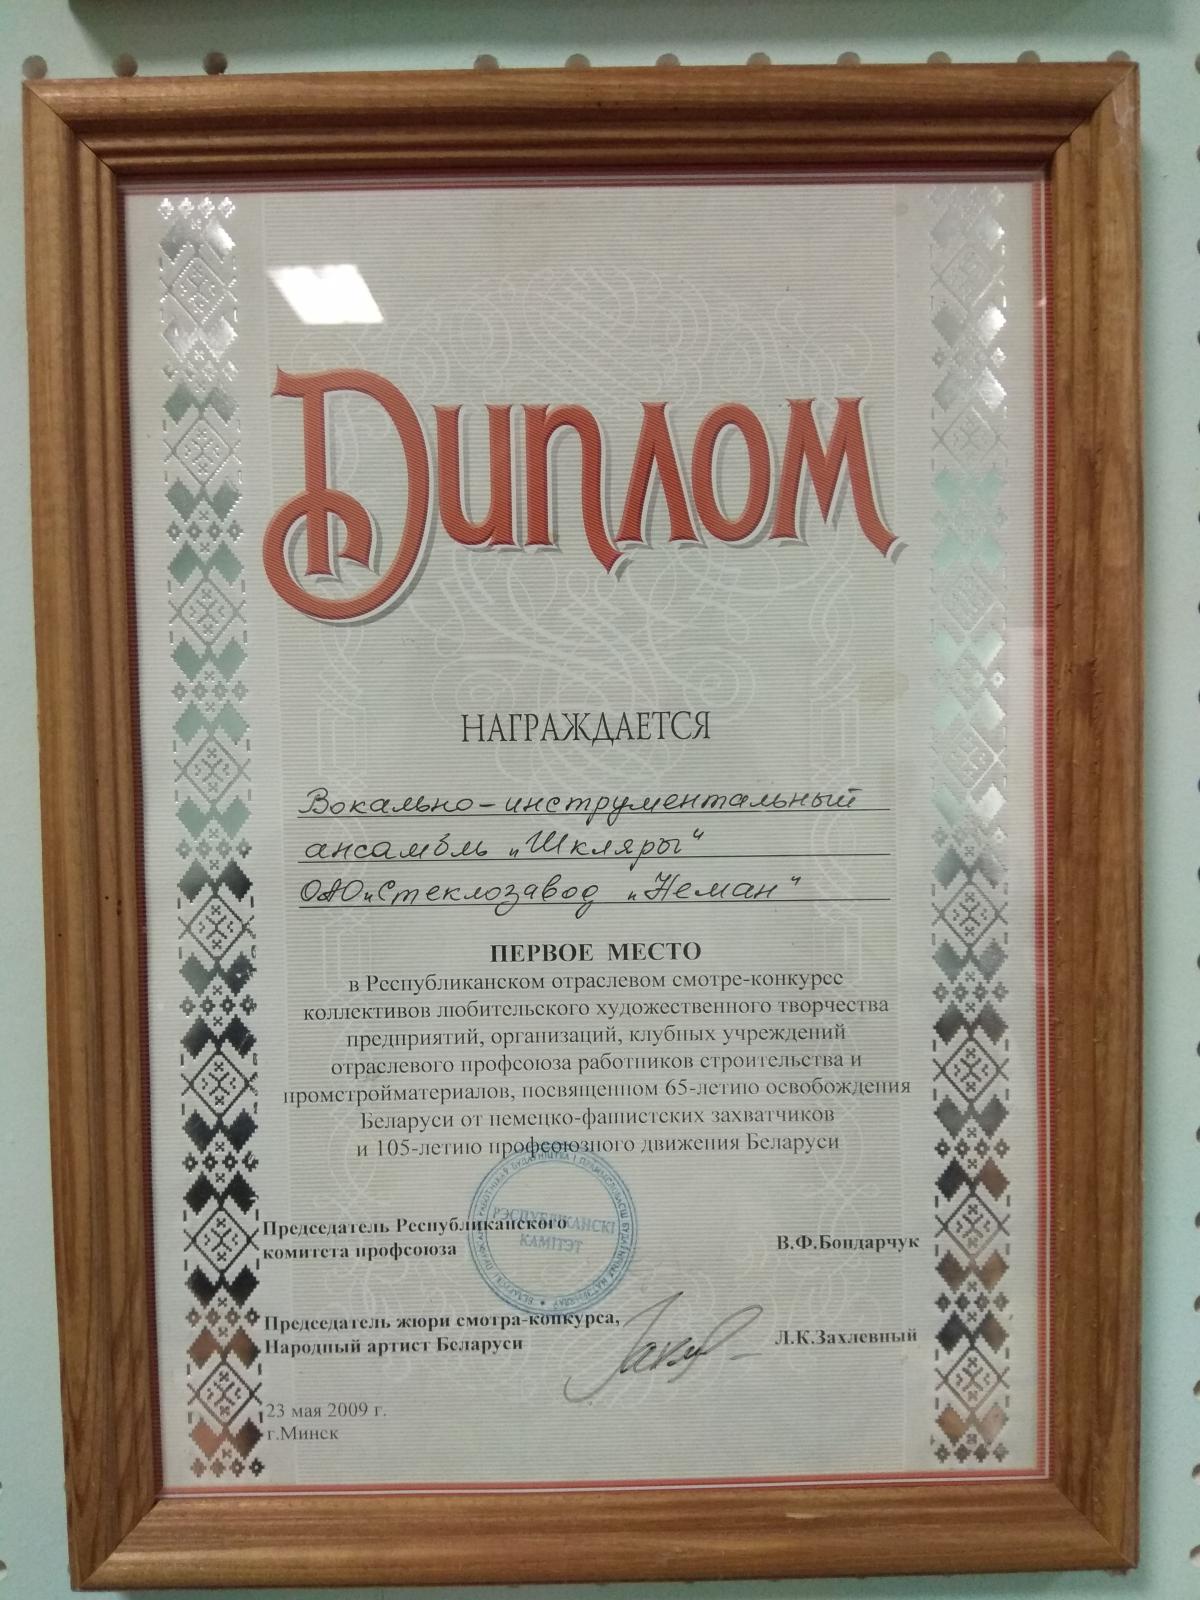 Диплом
НАГРАЖДАЕТСЯ
Вокально-инструментальный
ансамбль „Шкляры"
ОАО „Стеклозавод „Неман"
ПЕРВОЕ МЕСТО
в Республиканском отраслевом смотре-конкурсе
коллективов любительского художественного творчества
предприятий, организаций, клубных учреждений
отраслевого профсоюза работников строительства и
промстройматериалов, посвященном 65-летию освобождения
Беларуси от немецко-фашистских захватчиков
и 105-летию профсоюзного движения Беларуси
РЭСПУБЛІКАНСКІ
КАМІТЭТ
Председатель Республиканского
комитета профсоюза
В.Ф.Бондарчук
Председатель жюри смотра-конкурса,
Народный артист Беларуси
Л.К.Захлевный
23 мая 2009 г.
г.Минск